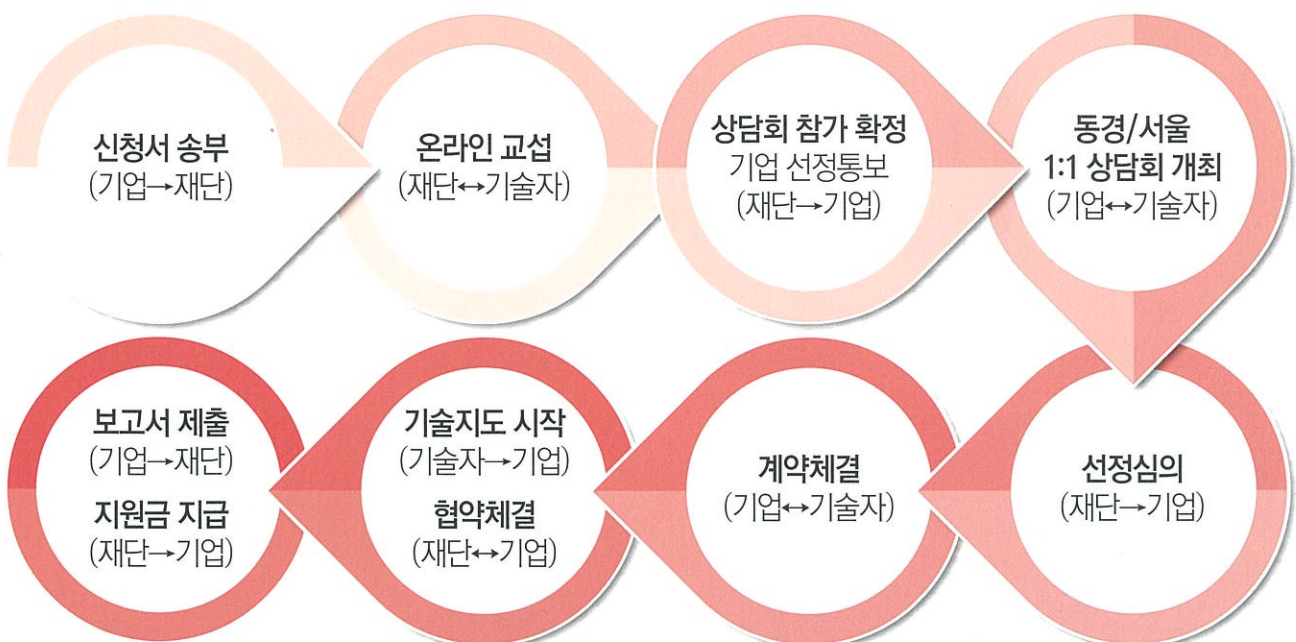 신청서 송부
(기업→재단)
온라인 교섭
(재단↔기술자)
상담회 참가 확정
기업 선정통보
(재단→기업)
동경/서울
1:1 상담회 개최
(기업↔기술자)
선정심의
(재단→기업)
계약체결
(기업↔기술자)
기술지도 시작
(기술자→기업)
협약체결
(재단↔기업)
보고서 제출
(기업→재단)
지원금 지급
(재단→기업)